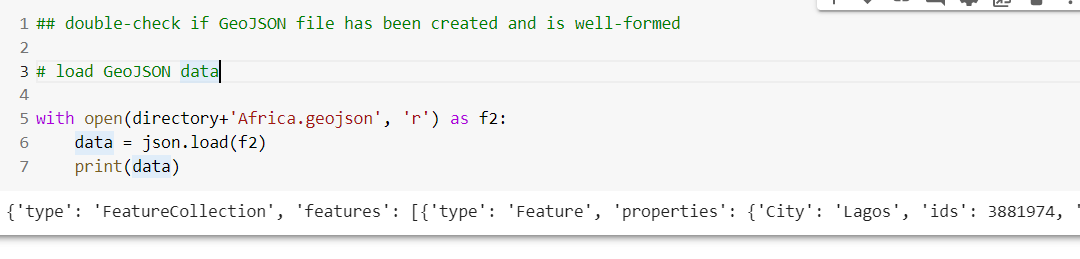 1 ## double-check if GeoJSON file has been created and is well-formed
2
3 # load GeoJSON data
4
5 with open(directory+'Africa.geojson', 'r') as f2:
6     data = json.load(f2)
7     print(data)
{'type': 'FeatureCollection', 'features': [{'type': 'Feature', 'properties': {'City': 'Lagos', 'ids': 3881974, '